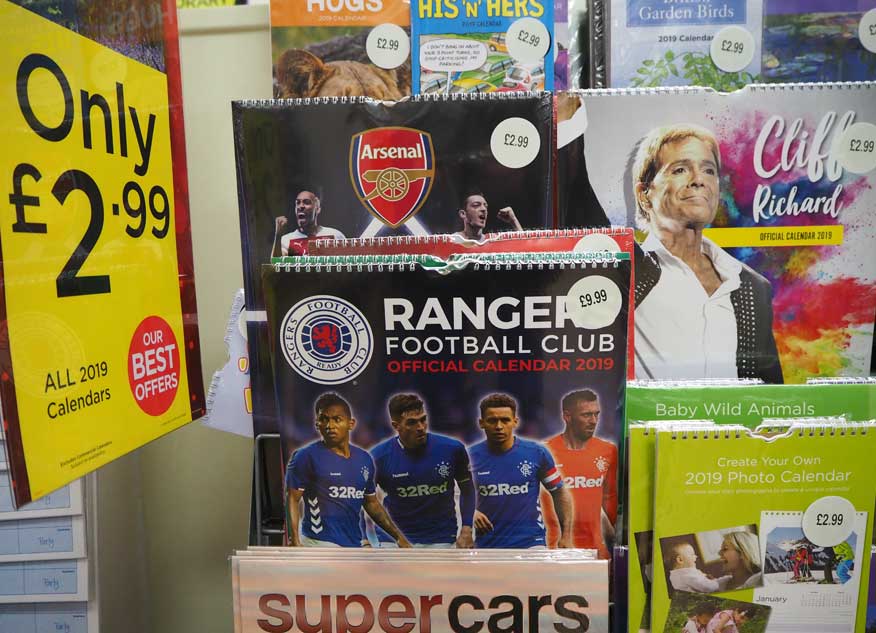 Only
£2.99
ALL 2019
Calendars
OUR
BEST
OFFERS
£2.99
HIS 'N' HERS
2019 CALENDAR
£2.99
Garden Birds
2019 Calendar
£2.99
Arsenal
£2.99
Cliff
Richard
OFFICIAL CALENDAR 2019
£2.99
RANGER
FOOTBALL CLUB
OFFICIAL CALENDAR 2019
£9.99
RANGERS FOOTBALL CLUB
READY
32Red
32Red
32Red
32Red
Baby Wild Animals
Create Your Own
2019 Photo Calendar
£2.99
January
supercars
Party
Party